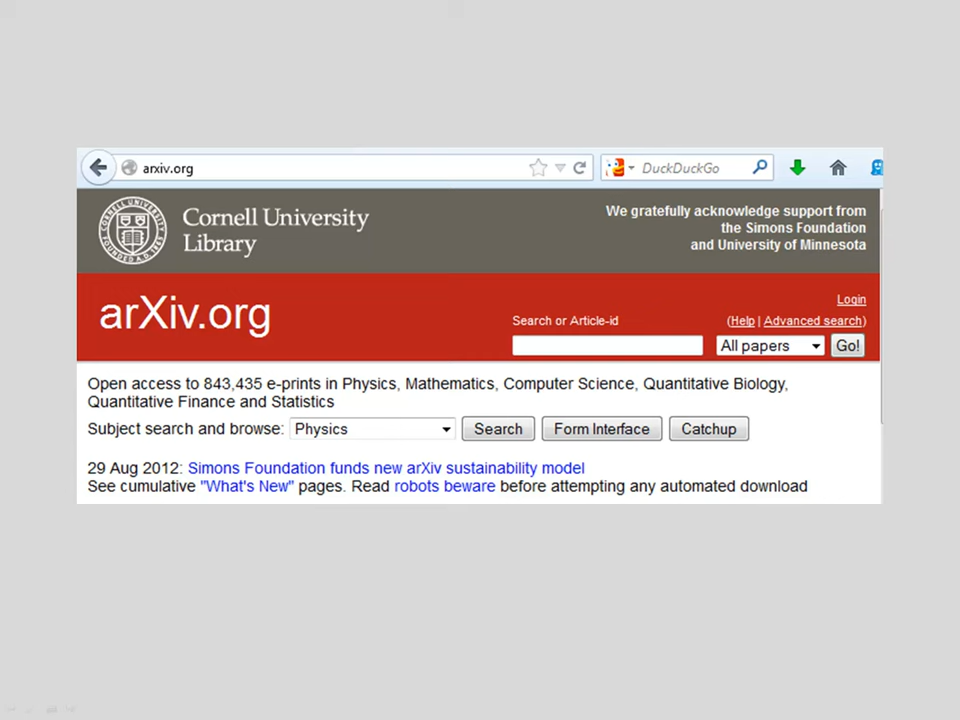 arxiv.org
DuckDuckGo
Cornell University
Library
We gratefully acknowledge support from
the Simons Foundation
and University of Minnesota
arXiv.org
Login
Search or Article-id
(Help | Advanced search)
All papers
Go!
Open access to 843,435 e-prints in Physics, Mathematics, Computer Science, Quantitative Biology,
Quantitative Finance and Statistics
Subject search and browse: Physics Search Form Interface Catchup
29 Aug 2012: Simons Foundation funds new arXiv sustainability model
See cumulative "What's New" pages. Read robots beware before attempting any automated download